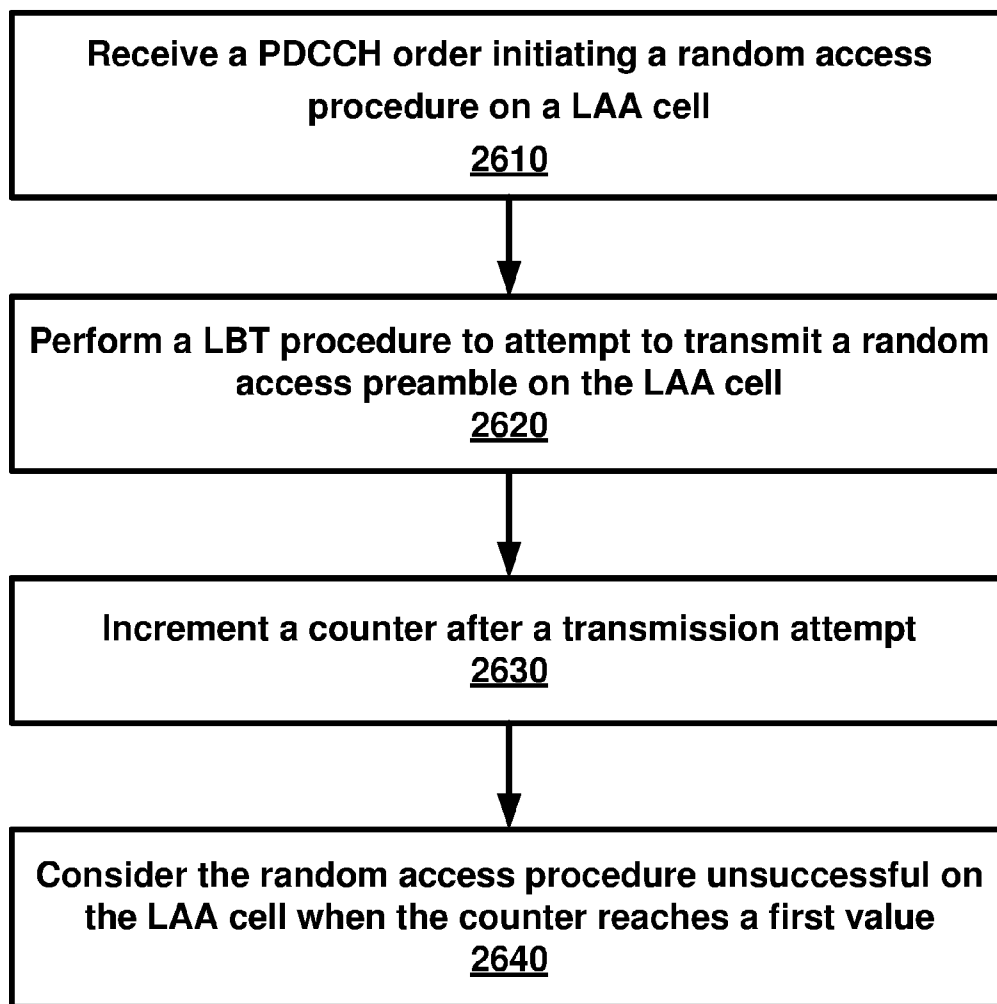 Receive a PDCCH order initiating a random access
procedure on a LAA cell
2610
Perform a LBT procedure to attempt to transmit a random
access preamble on the LAA cell
2620
Increment a counter after a transmission attempt
2630
Consider the random access procedure unsuccessful on
the LAA cell when the counter reaches a first value
2640